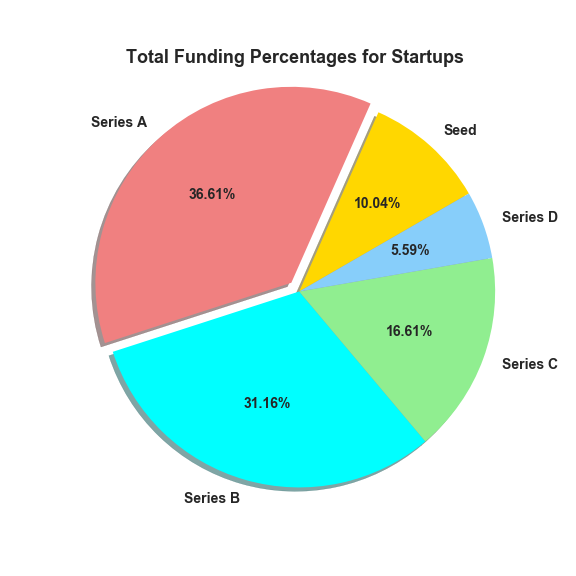 Total Funding Percentages for Startups
Series A
Seed
36.61%
10.04%
Series D
5.59%
16.61%
Series C
31.16%
Series B